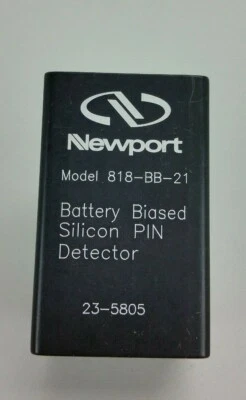 Newport
Model 818-BB-21
Battery Biased
Silicon PIN
Detector
23-5805